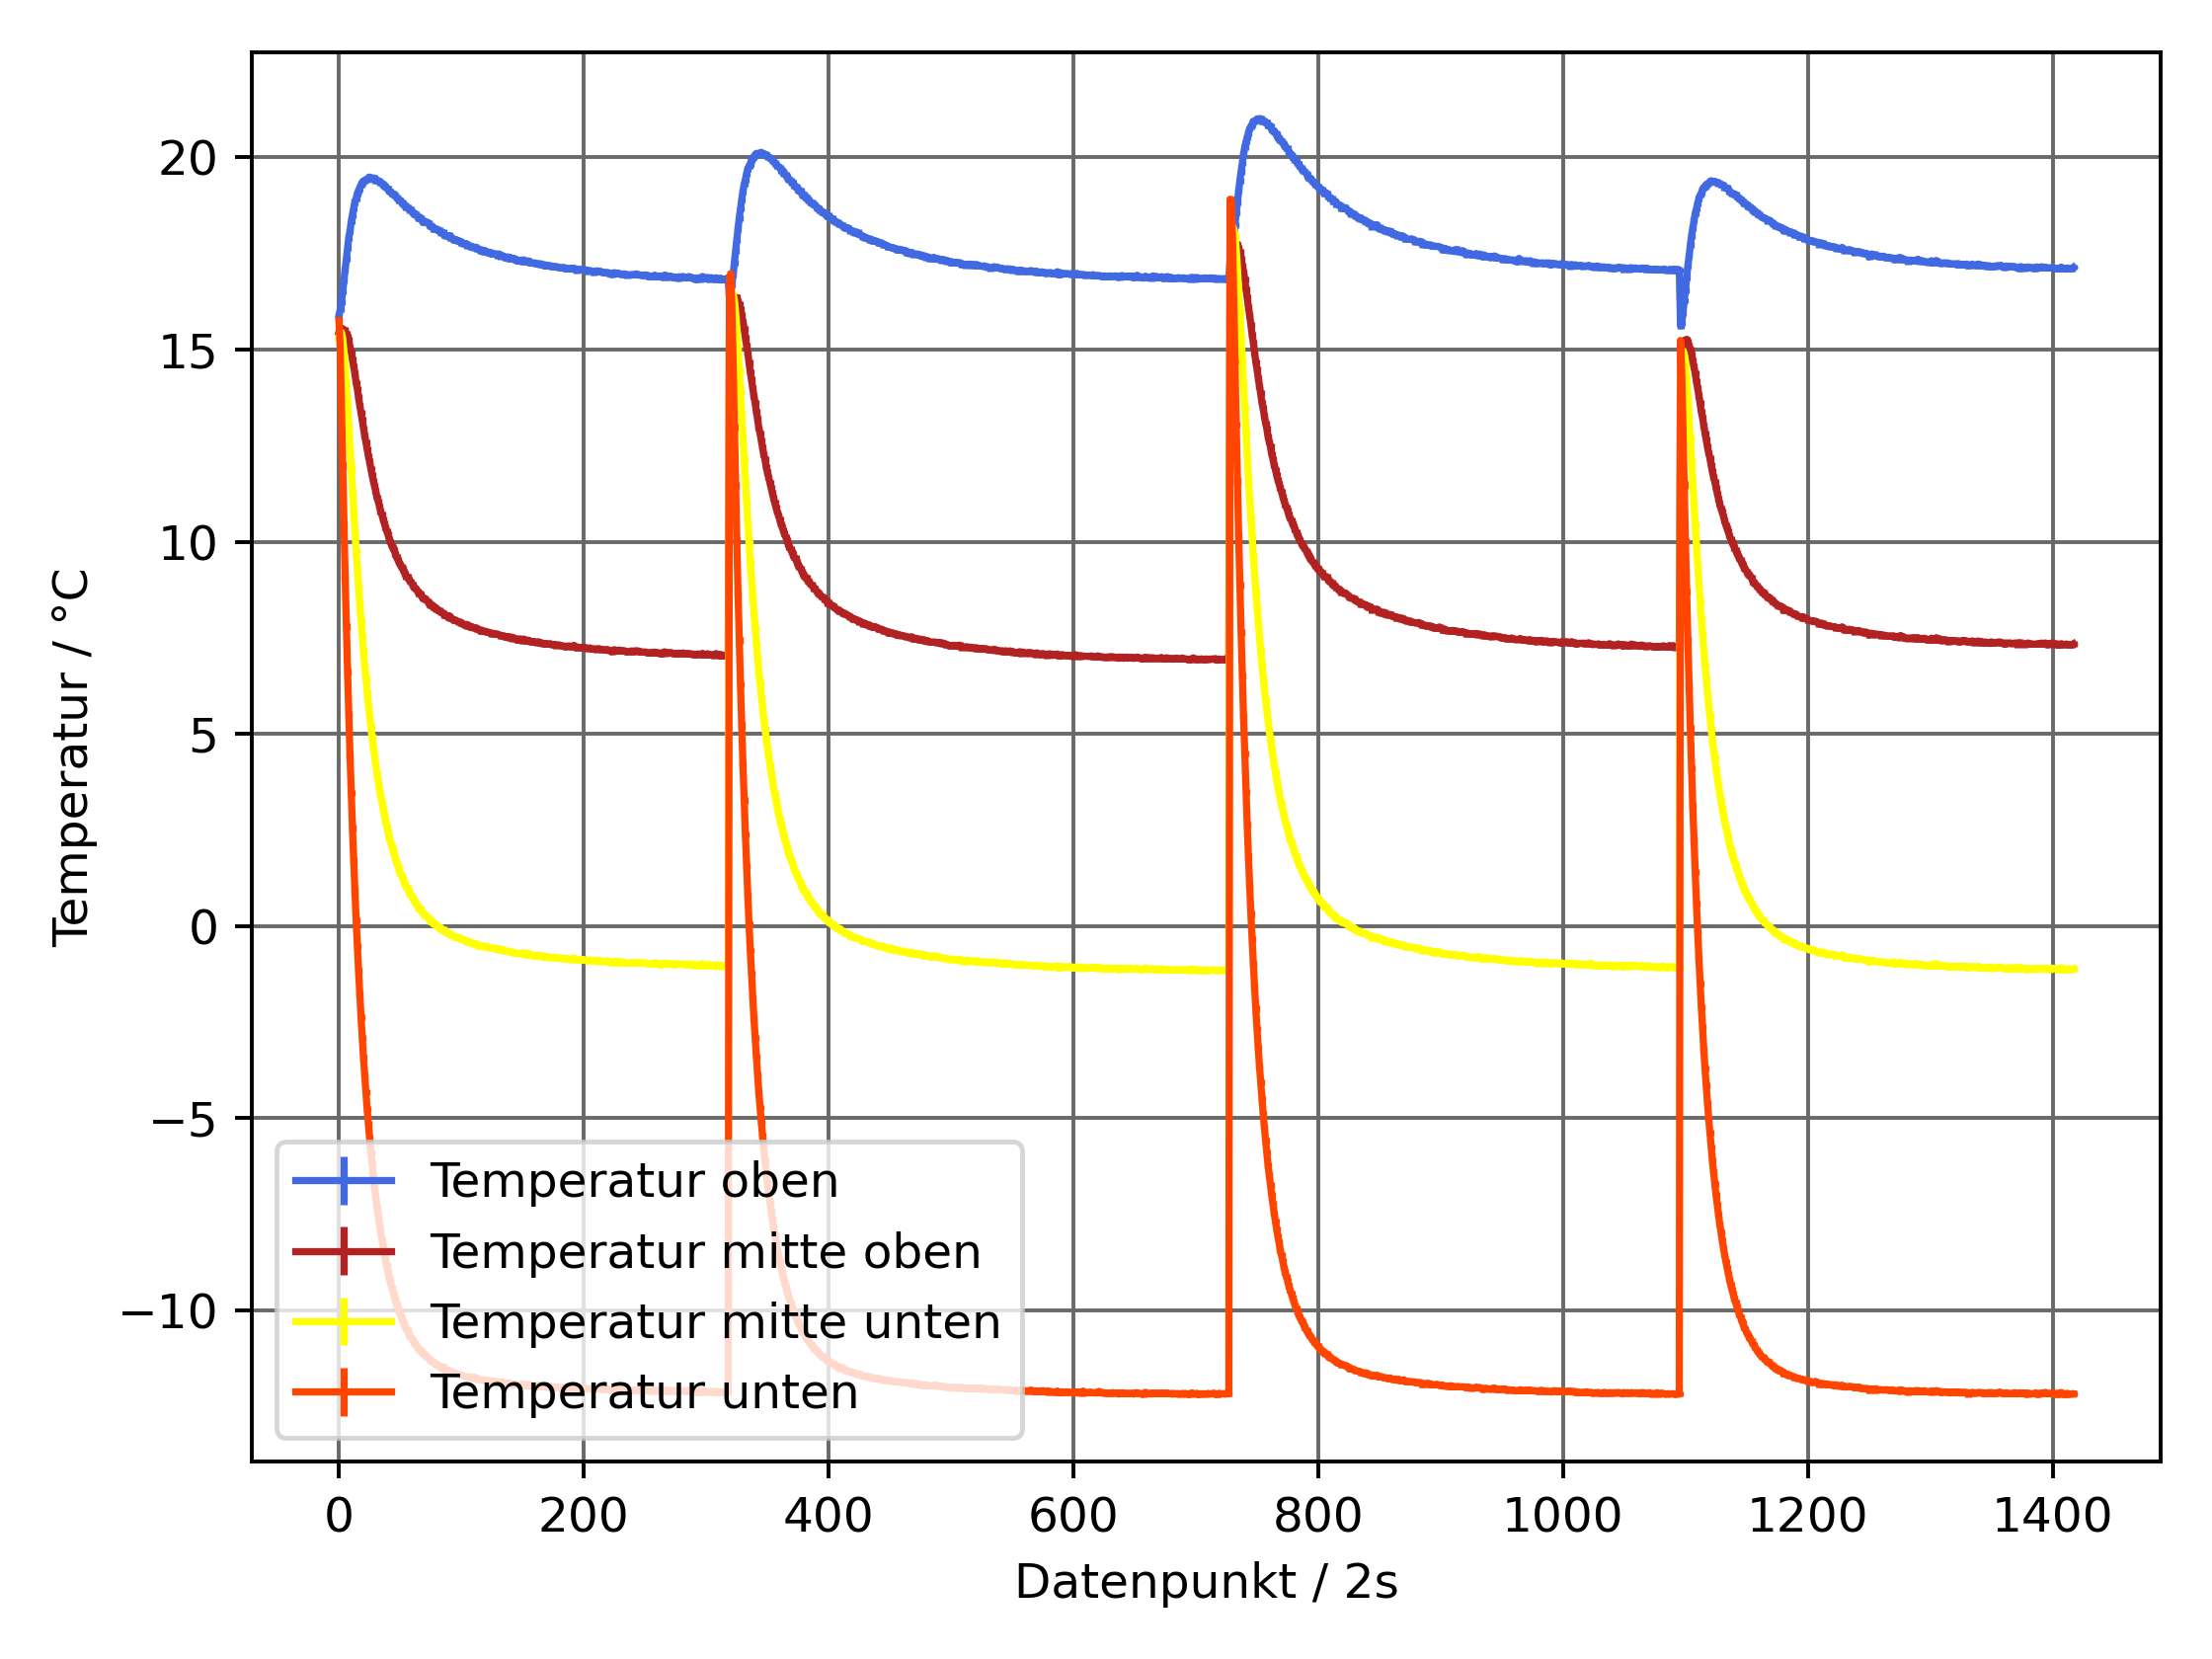 20
15
10
5
0
−5
−10
Temperatur / °C
Temperatur oben
Temperatur mitte oben
Temperatur mitte unten
Temperatur unten
0 200 400 600 800 1000 1200 1400
Datenpunkt / 2s